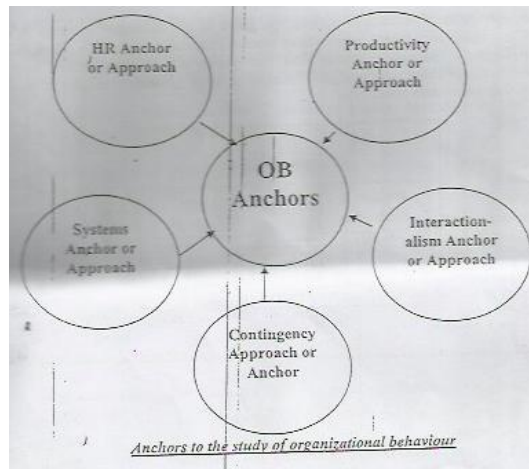 HR Anchor
or Approach
Productivity
Anchor or
Approach
OB
Anchors
Systems
Anchor or
Approach
Interaction-
alism Anchor
or Approach
Contingency
Approach or
Anchor
Anchors to the study of organizational behaviour